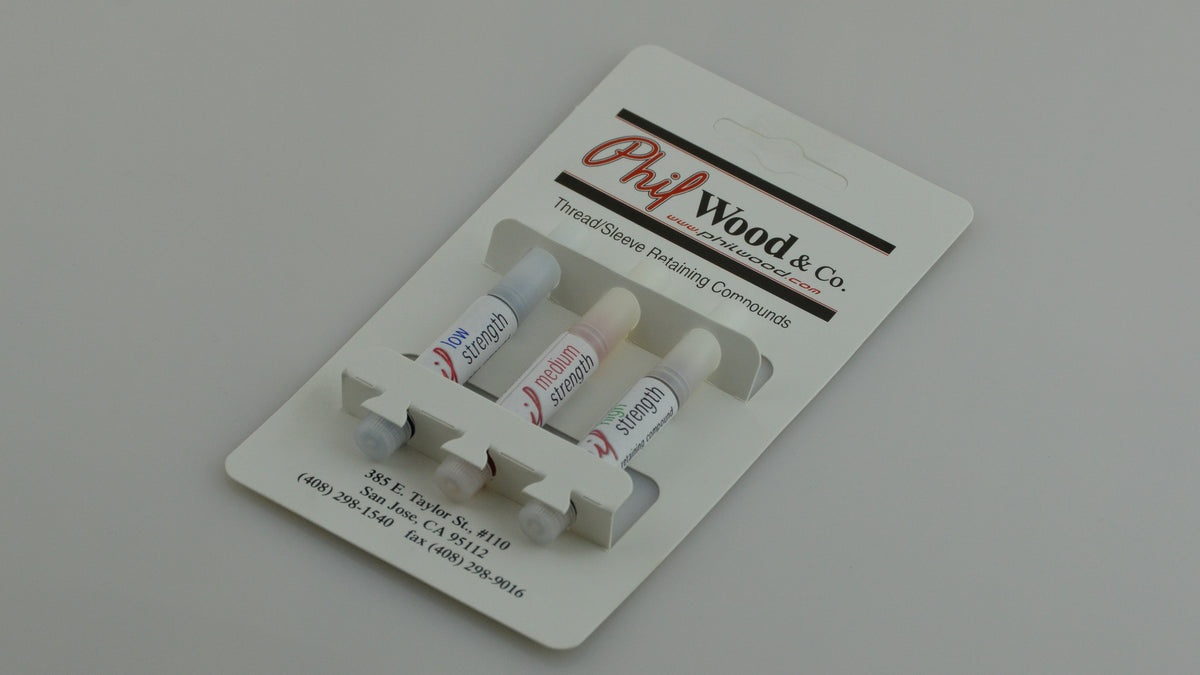 Phil Wood & Co.
www.philwood.com
Thread/Sleeve Retaining Compounds
low
strength
medium
strength
high
strength
retaining compound
385 E. Taylor St., #110
San Jose, CA 95112
(408) 298-1540 fax (408) 298-9016